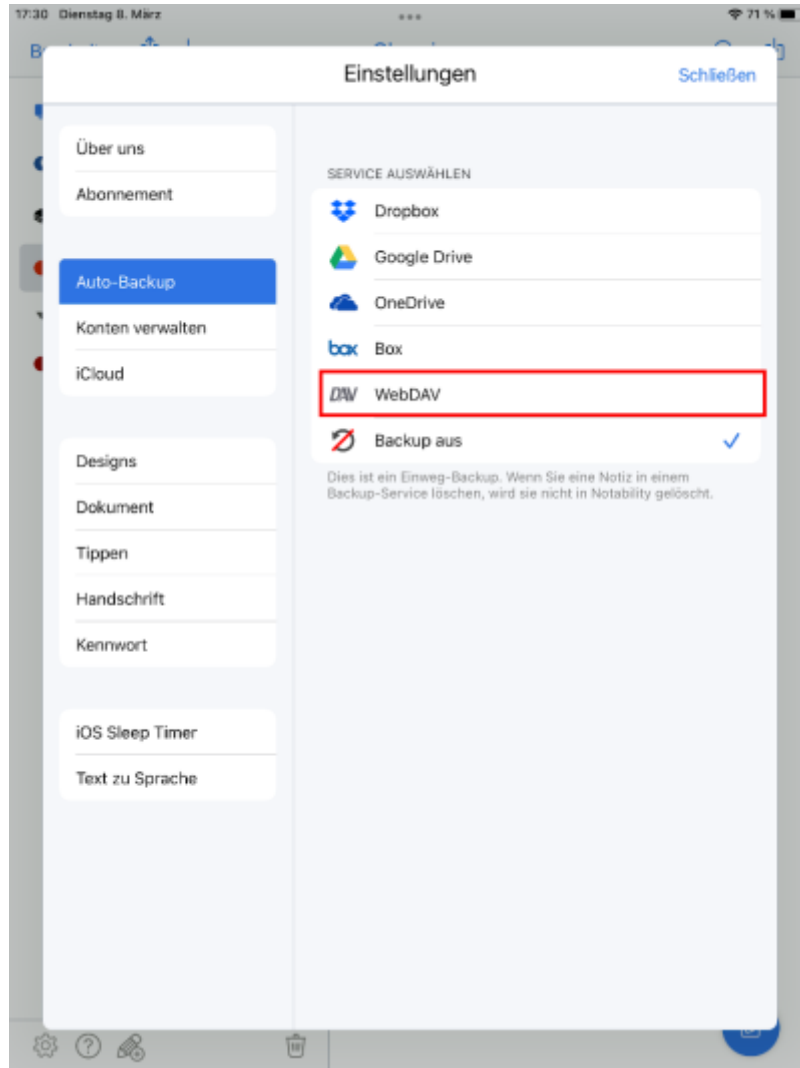 17:30 Dienstag 8. März
71 %
Einstellungen
Schließen
Über uns
Abonnement
Auto-Backup
Konten verwalten
iCloud
Designs
Dokument
Tippen
Handschrift
Kennwort
iOS Sleep Timer
Text zu Sprache
SERVICE AUSWÄHLEN
Dropbox
Google Drive
OneDrive
box Box
DAV WebDAV
Backup aus
Dies ist ein Einweg-Backup. Wenn Sie eine Notiz in einem
Backup-Service löschen, wird sie nicht in Notability gelöscht.